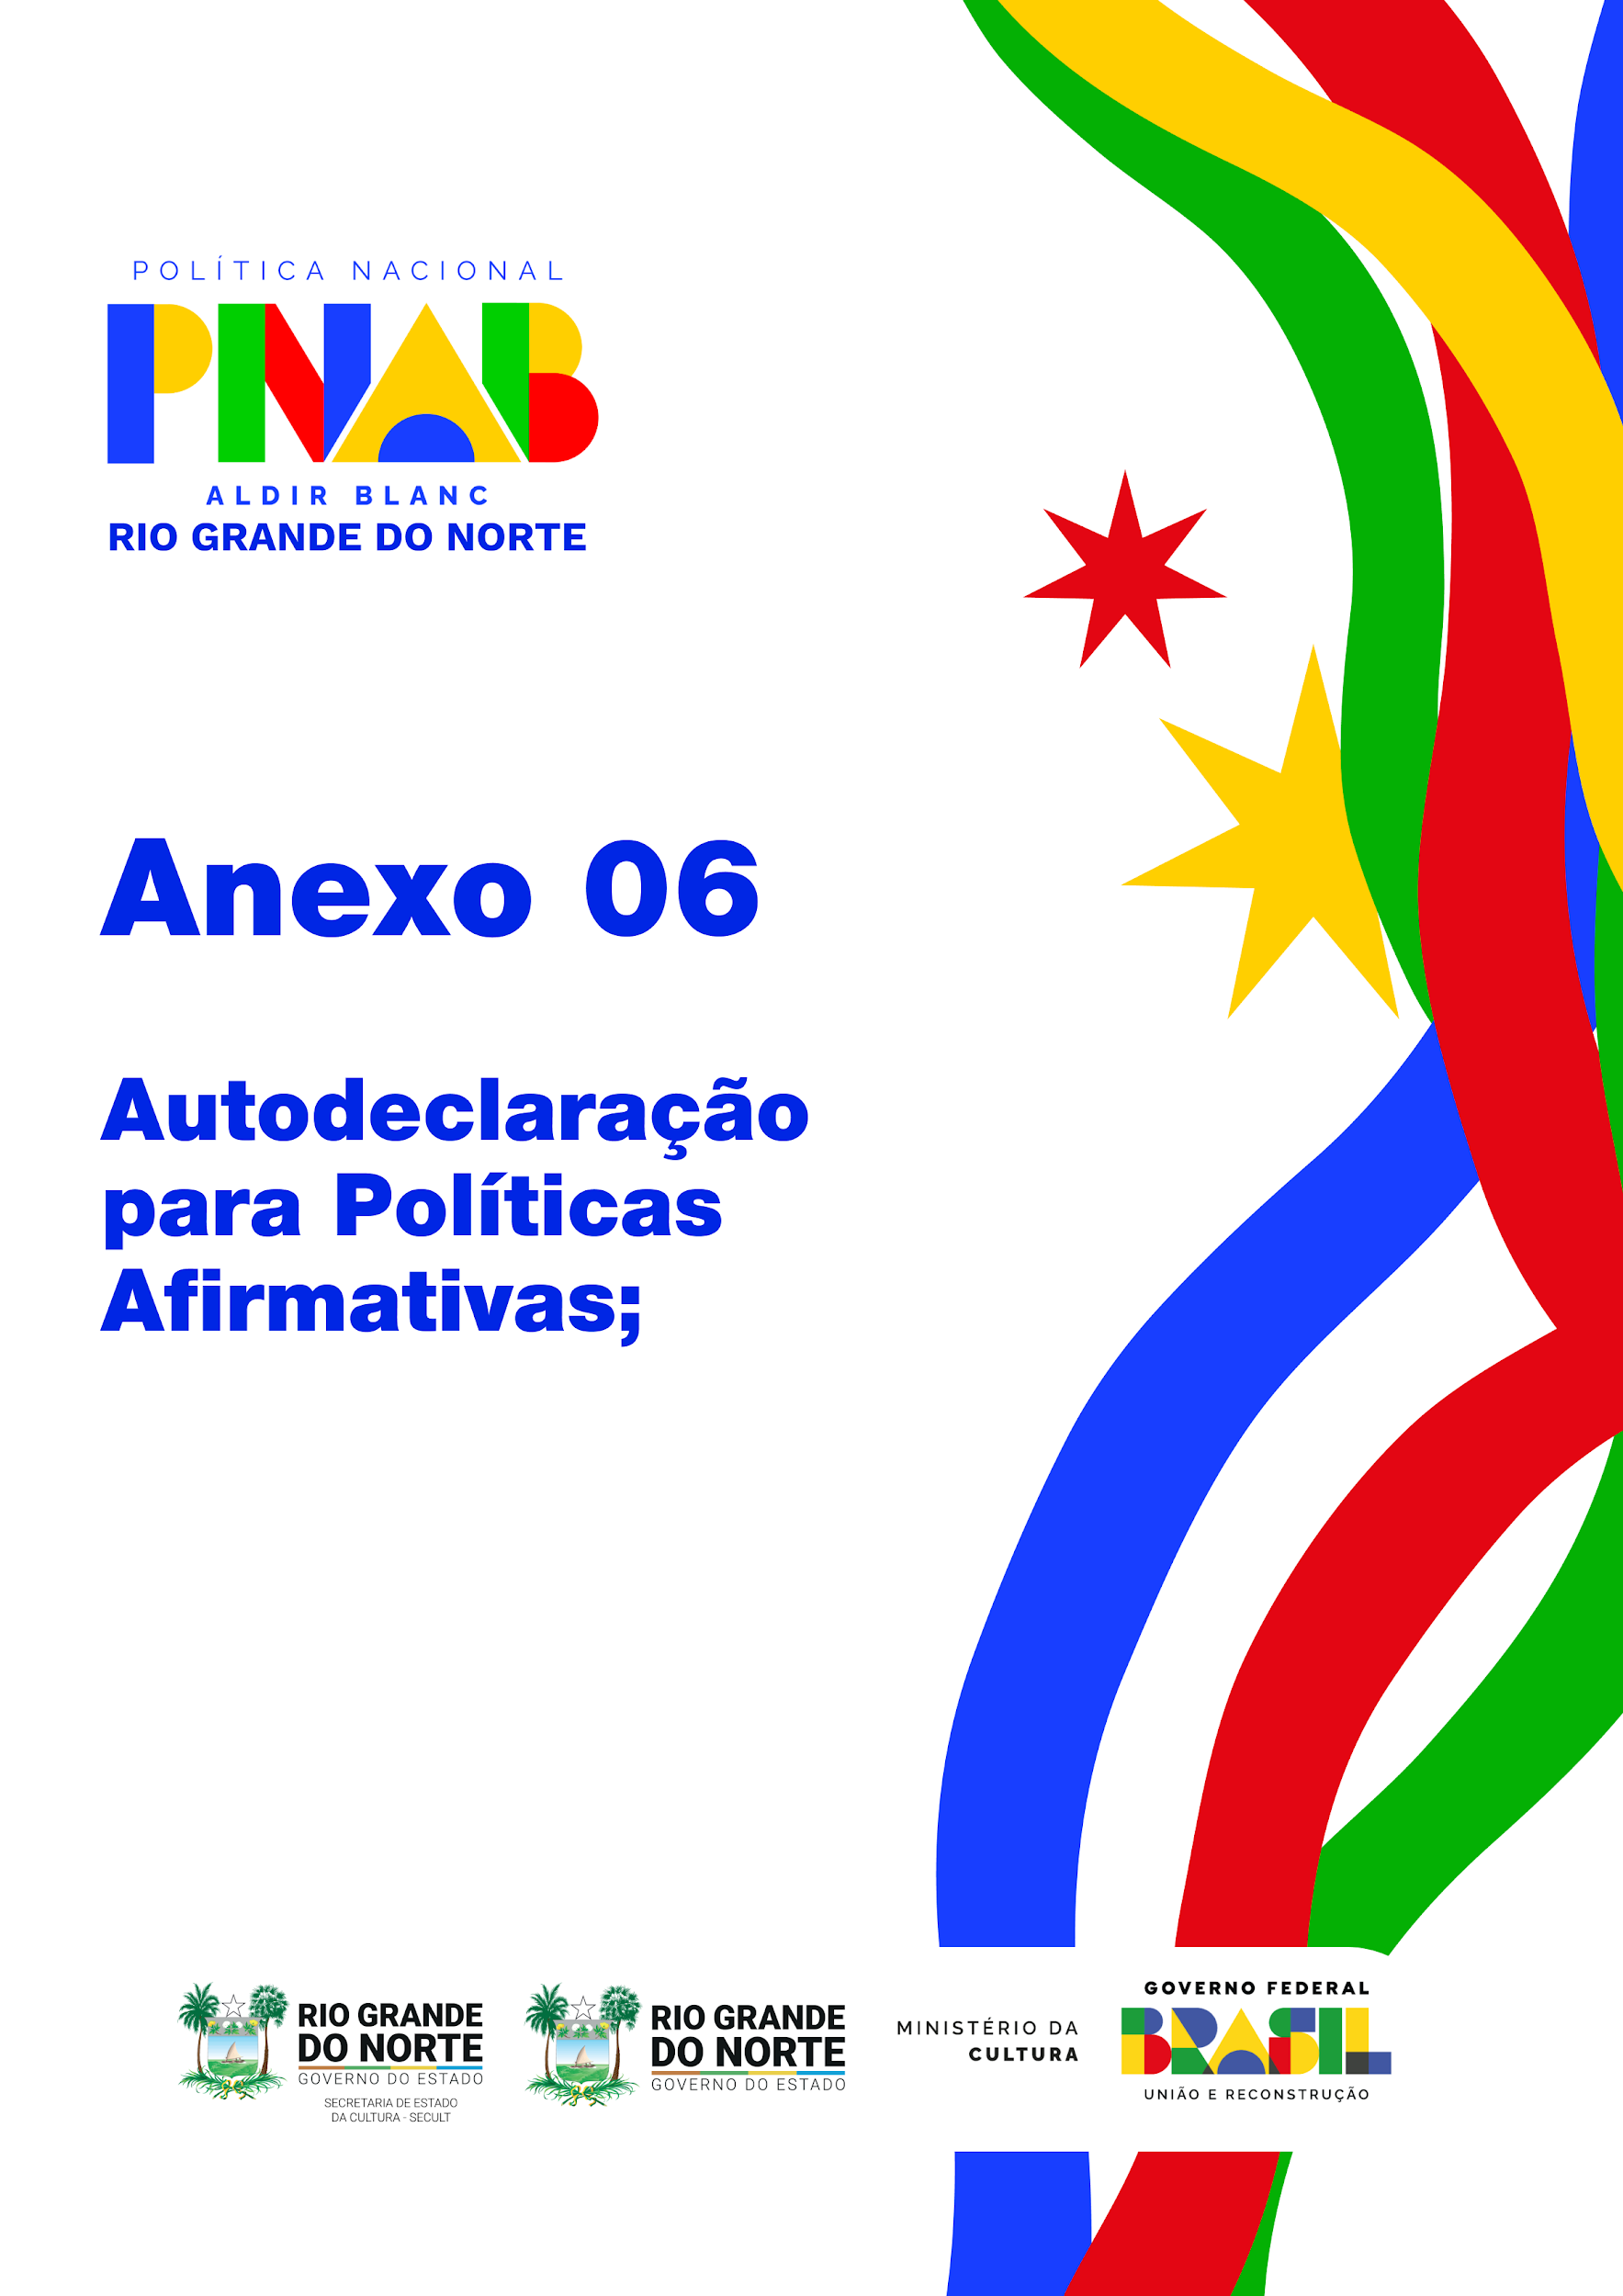 POLÍTICA NACIONAL
PNAB
ALDIR BLANC
RIO GRANDE DO NORTE
Anexo 06
Autodeclaração
para Políticas
Afirmativas;
RIO GRANDE
DO NORTE
GOVERNO DO ESTADO
SECRETARIA DE ESTADO
DA CULTURA - SECULT
RIO GRANDE
DO NORTE
GOVERNO DO ESTADO
MINISTÉRIO DA
CULTURA
GOVERNO FEDERAL
BRASIL
UNIÃO E RECONSTRUÇÃO